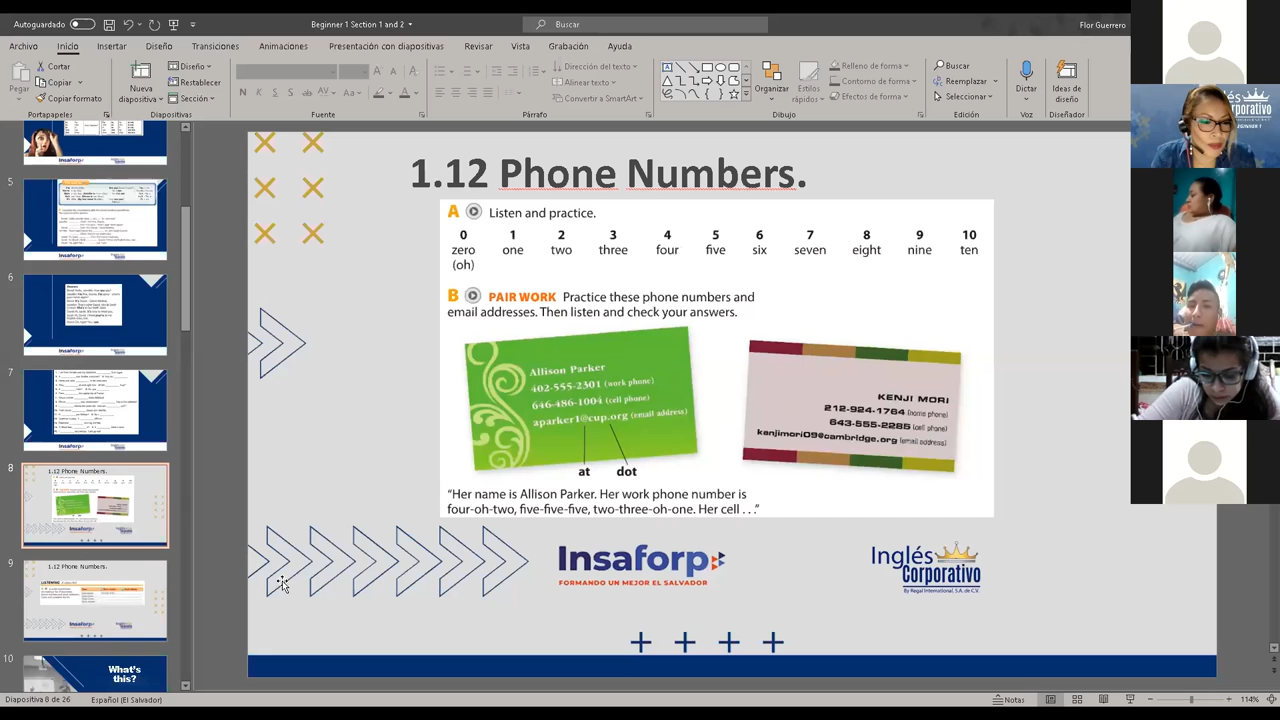 Autoguardado
Beginner 1 Section 1 and 2
Buscar
Flor Guerrero
Archivo Inicio Insertar Diseño Transiciones Animaciones Presentación con diapositivas Revisar Vista Grabación Ayuda
Pegar
Cortar
Copiar
Copiar formato
Portapapeles
Nueva diapositiva
Diseño
Restablecer
Sección
Diapositivas
N K S
Fuente
Dirección del texto
Alinear texto
Convertir a SmartArt
Párrafo
Organizar
Estilos rápidos
Relleno de forma
Contorno de forma
Efectos de forma
Dibujo
Buscar
Reemplazar
Seleccionar
Edición
Dictar
Voz
Ideas de diseño
Diseñador
5
6
7
8
1.12 Phone Numbers.
9
1.12 Phone Numbers.
10
What's
this?
1.12 Phone Numbers.
A Listen and practice.
0 1 2 3 4 5 6 7 8 9 10
zero one two three four five six seven eight nine ten
(oh)
B PAIR WORK Practice these phone numbers and
email addresses. Then listen and check your answers.
Allison Parker
402-555-2301 (work phone)
646-486-1004 (cell phone)
aparker1@cup.org (email address)
at dot
KENJI MORI
212-924-1764 (home phone)
643-555-2285 (cell phone)
kenjimori09@cambridge.org (email address)
"Her name is Allison Parker. Her work phone number is
four-oh-two, five-five-five, two-three-oh-one. Her cell . . ."
Insaforp
FORMANDO UN MEJOR EL SALVADOR
Inglés
Corporativo
By Regal International, S.A. de C.V.
Diapositiva 8 de 26 Español (El Salvador) Notas 114%